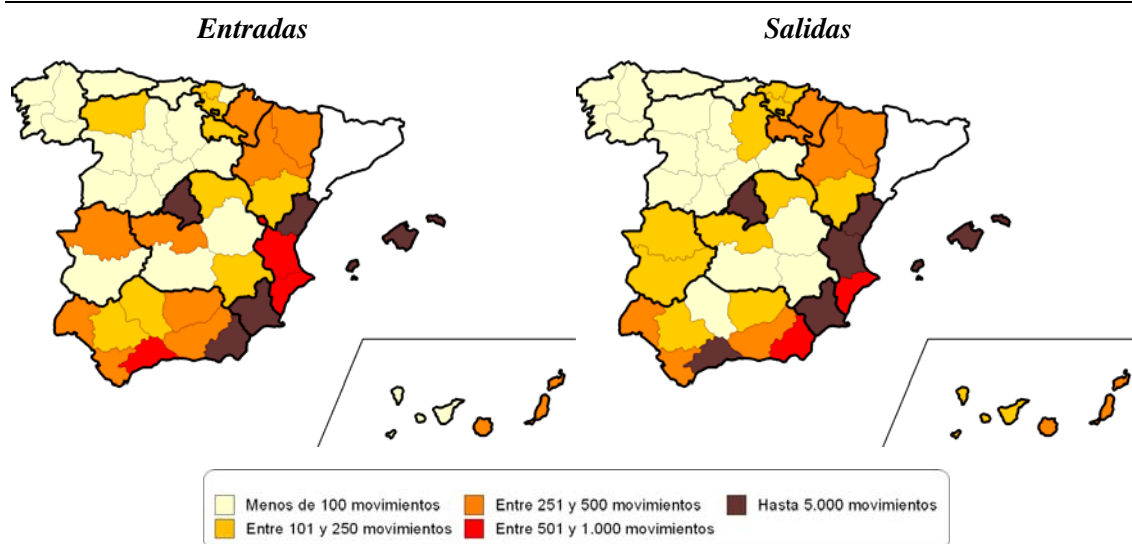 Entradas
Salidas
Menos de 100 movimientos
Entre 251 y 500 movimientos
Hasta 5.000 movimientos
Entre 101 y 250 movimientos
Entre 501 y 1.000 movimientos